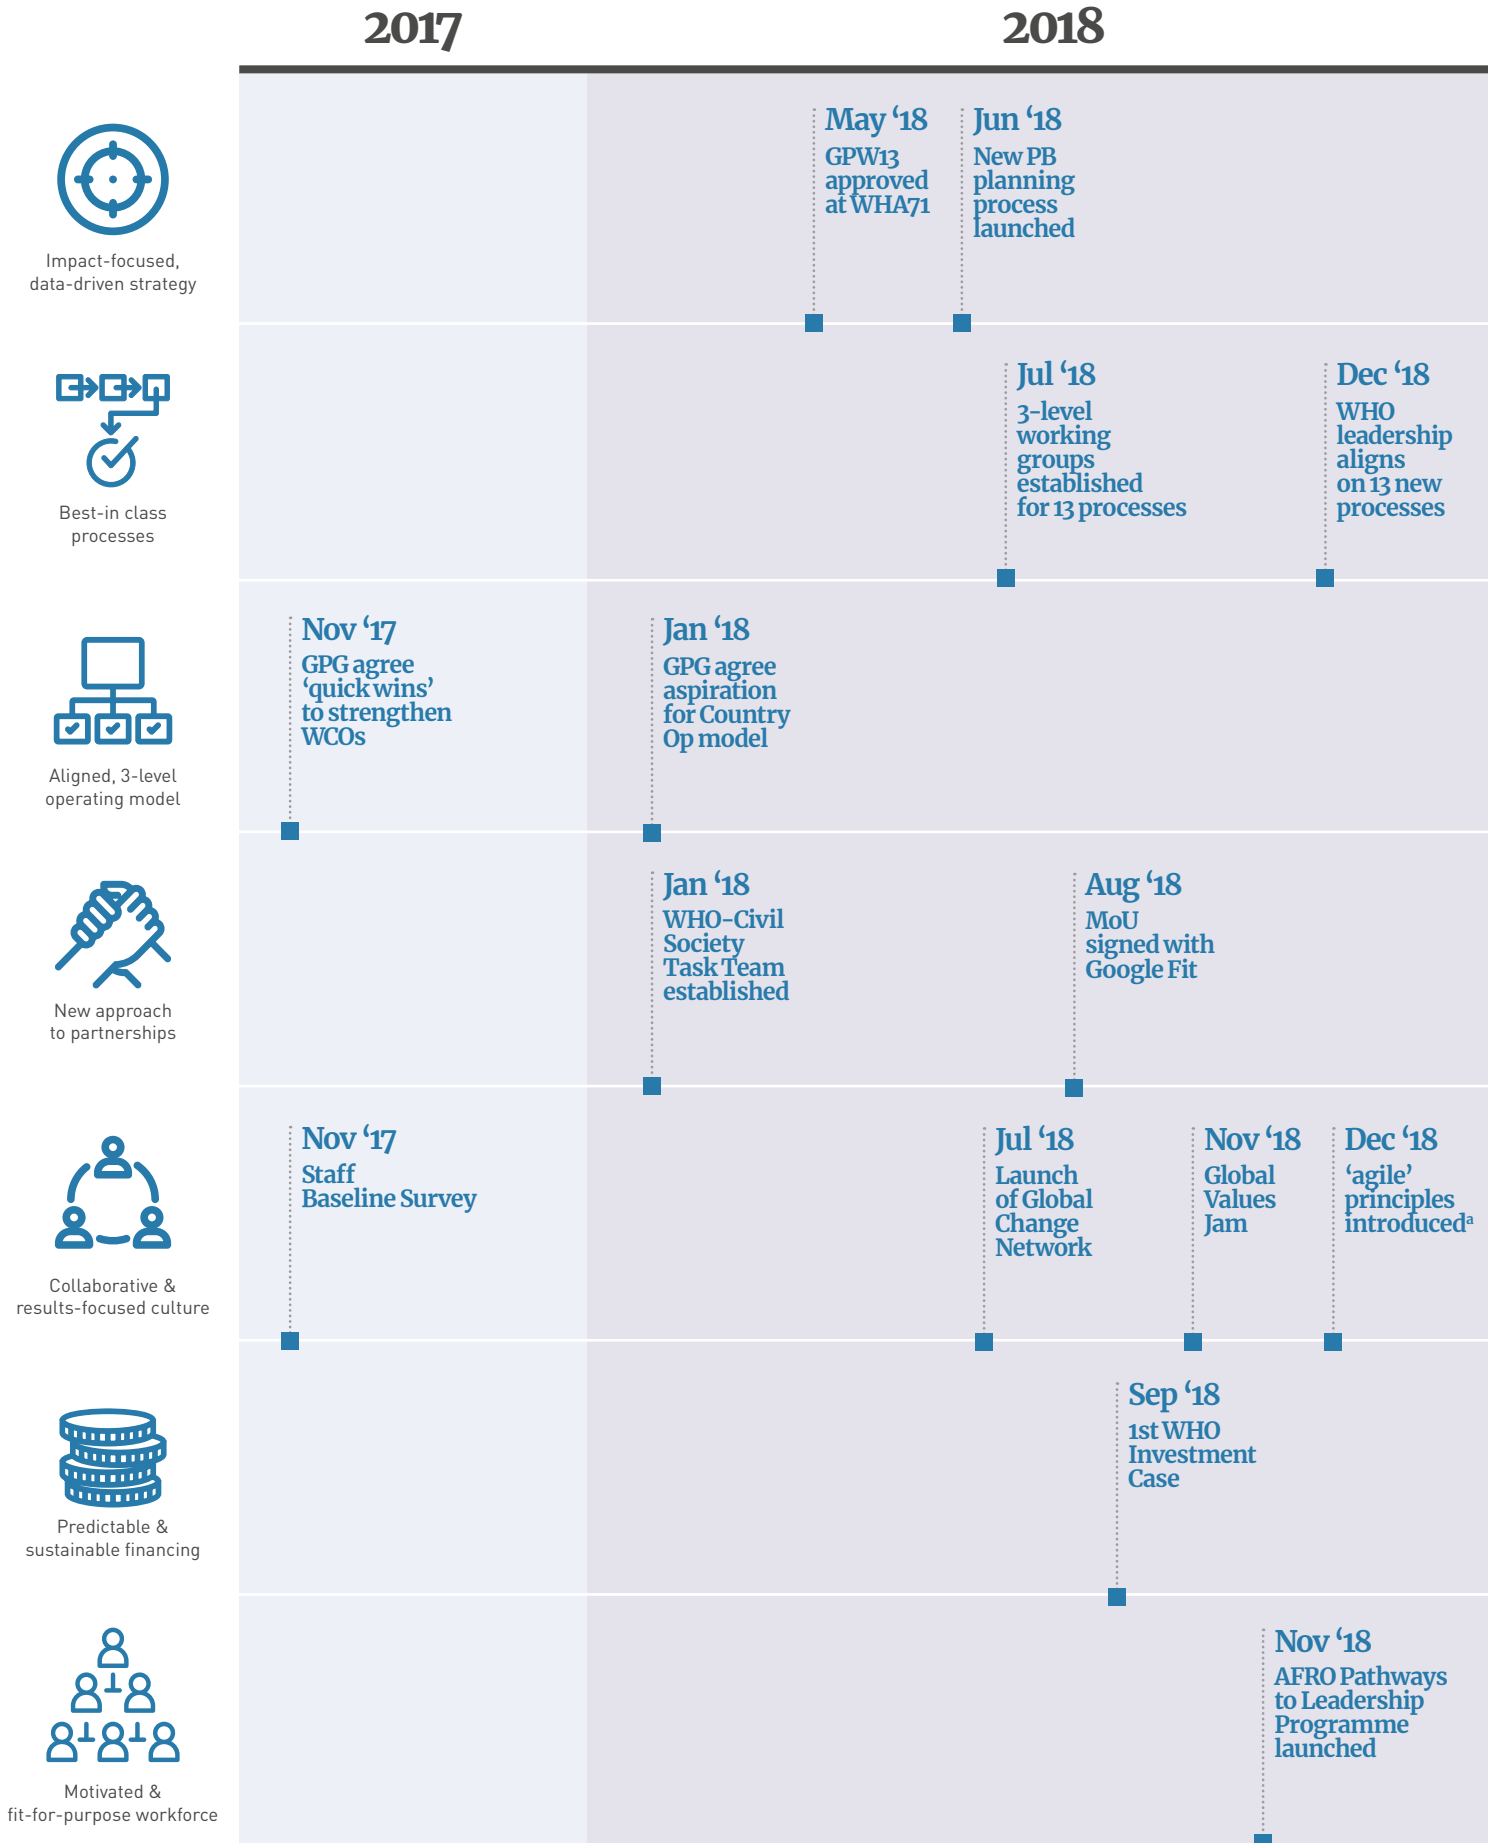 2017
2018
Impact-focused,
data-driven strategy
May ‘18
GPW13
approved
at WHA71
Jun ‘18
New PB
planning
process
launched
Best-in class
processes
Jul ‘18
3-level
working
groups
established
for 13 processes
Dec ‘18
WHO
leadership
aligns
on 13 new
processes
Aligned, 3-level
operating model
Nov ‘17
GPG agree
‘quick wins’
to strengthen
WCOs
Jan ‘18
GPG agree
aspiration
for Country
Op model
New approach
to partnerships
Jan ‘18
WHO-Civil
Society
Task Team
established
Aug ‘18
MoU
signed with
Google Fit
Collaborative &
results-focused culture
Nov ‘17
Staff
Baseline Survey
Jul ‘18
Launch
of Global
Change
Network
Nov ‘18
Global
Values
Jam
Dec ‘18
‘agile’
principles
introducedᵃ
Predictable &
sustainable financing
Sep ‘18
1st WHO
Investment
Case
Motivated &
fit-for-purpose workforce
Nov ‘18
AFRO Pathways
to Leadership
Programme
launched